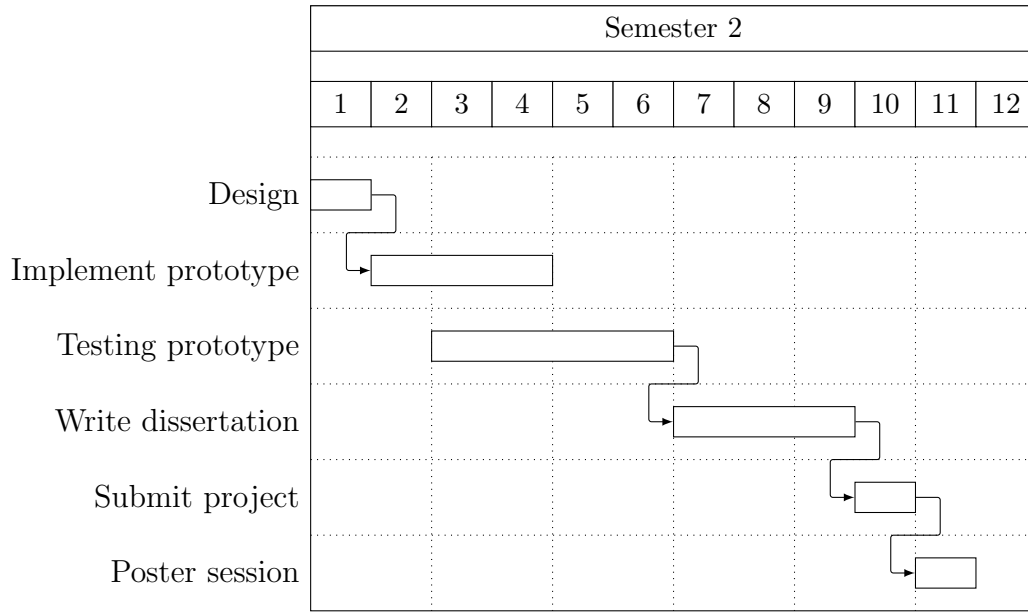 Semester 2
1 2 3 4 5 6 7 8 9 10 11 12
Design
Implement prototype
Testing prototype
Write dissertation
Submit project
Poster session